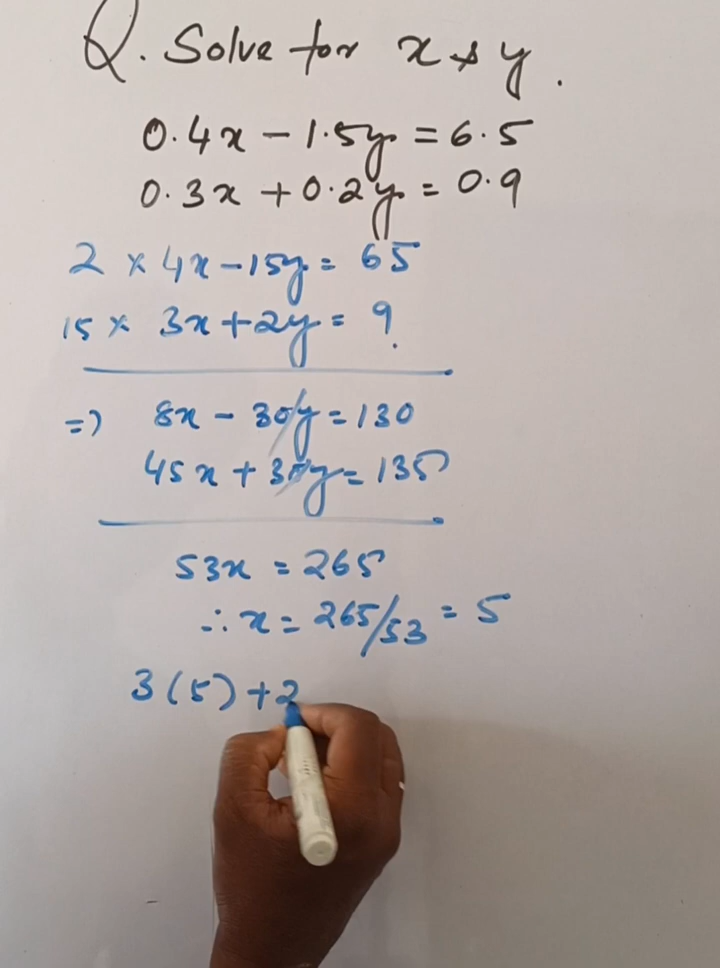 Q. Solve for x & y.
0.4x - 1.5y = 6.5
0.3x + 0.2y = 0.9
2 × 4x - 15y = 65
15 × 3x + 2y = 9.
=) 8x - 30y = 130
45x + 30y = 135
53x = 265
∴ x = 265/53 = 5
3(5) + 2